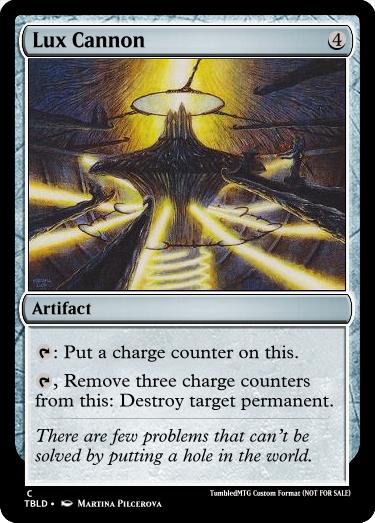 Lux Cannon 4
Artifact
: Put a charge counter on this.
, Remove three charge counters
from this: Destroy target permanent.
There are few problems that can't be
solved by putting a hole in the world.
C
TBLD • Martina Pilcerova
TumbledMTG Custom Format (NOT FOR SALE)